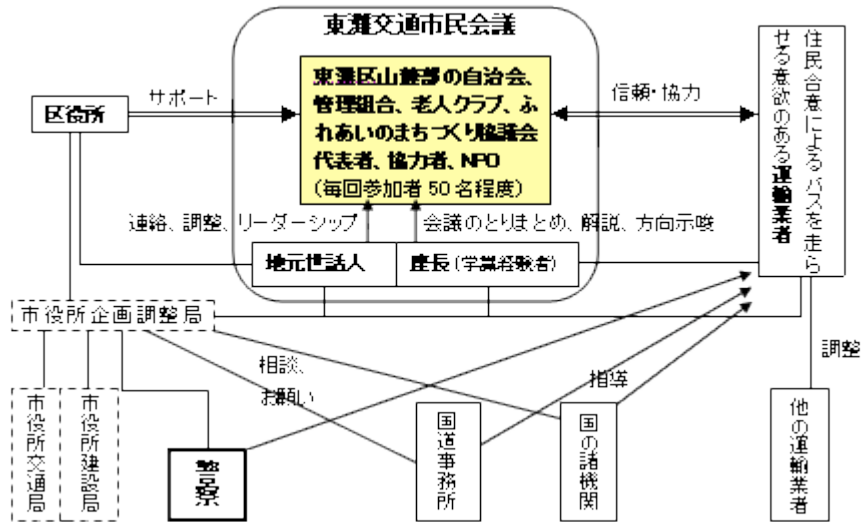 東灘交通市民会議
東灘区山麓部の自治会、
管理組合、老人クラブ、ふ
れあいのまちづくり協議会
代表者、協力者、NPO
(毎回参加者50名程度)
区役所
サポート
信頼・協力
住民合意によるバスを走ら
せる意欲のある運輸業者
連絡、調整、リーダーシップ
会議のとりまとめ、解説、方向示唆
地元世話人
座長(学識経験者)
市役所企画調整局
相談、
お願い
指導
調整
市役所交通局
市役所建設局
警察
国道事務所
国の諸機関
他の運輸業者